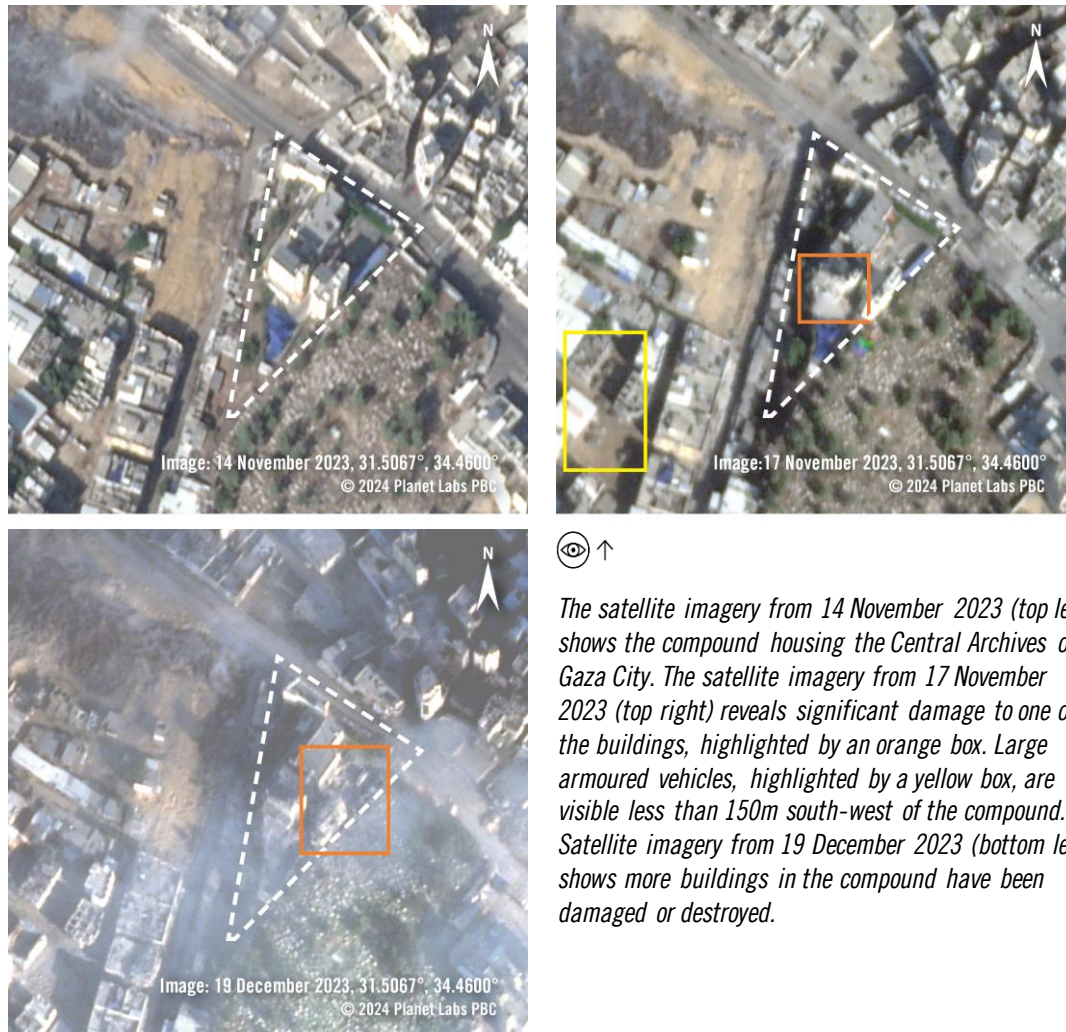 N
Image: 14 November 2023, 31.5067°, 34.4600°
© 2024 Planet Labs PBC
N
Image:17 November 2023, 31.5067°, 34.4600°
© 2024 Planet Labs PBC
N
Image: 19 December 2023, 31.5067°, 34.4600°
© 2024 Planet Labs PBC
The satellite imagery from 14 November 2023 (top le
shows the compound housing the Central Archives o
Gaza City. The satellite imagery from 17 November
2023 (top right) reveals significant damage to one o
the buildings, highlighted by an orange box. Large
armoured vehicles, highlighted by a yellow box, are
visible less than 150m south-west of the compound.
Satellite imagery from 19 December 2023 (bottom le
shows more buildings in the compound have been
damaged or destroyed.